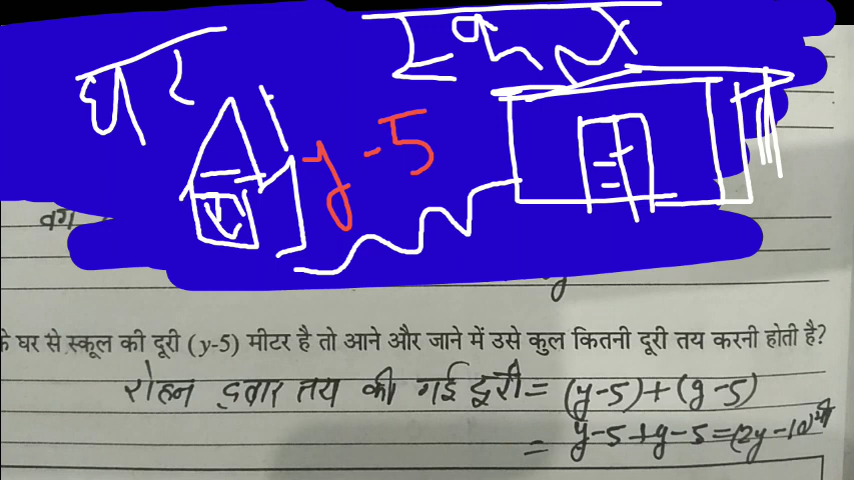 घर स्कूल
y-5
वर्ग
के घर से स्कूल की दूरी (y-5) मीटर है तो आने और जाने में उसे कुल कितनी दूरी तय करनी होती है?
रोहन द्वार तय की गई दूरी = (y-5)+(y-5)
= y-5+y-5=(2y-10)मी